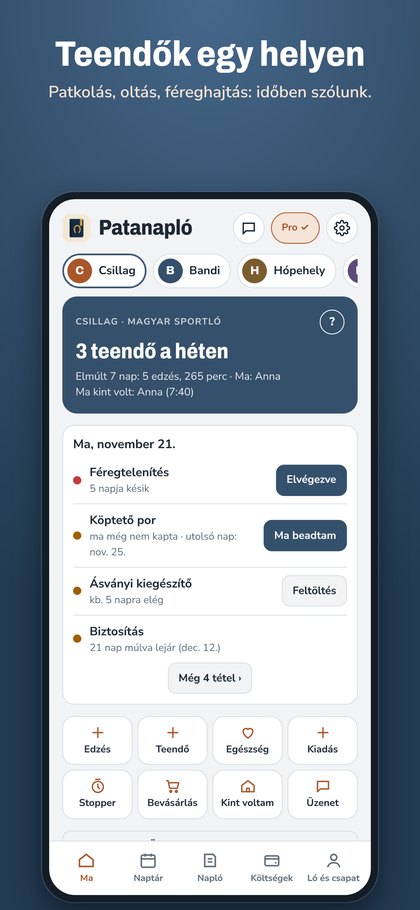 Teendők egy helyen
Patkolás, oltás, féreghajtás: időben szólunk.
Patanapló
Pro ✓
C Csillag
B Bandi
H Hópehely
CSILLAG · MAGYAR SPORTLÓ
?
3 teendő a héten
Elmúlt 7 nap: 5 edzés, 265 perc · Ma: Anna
Ma kint volt: Anna (7:40)
Ma, november 21.
Féregtelenítés
5 napja késik
Elvégezve
Köptető por
ma még nem kapta · utolsó nap:
nov. 25.
Ma beadtam
Ásványi kiegészítő
kb. 5 napra elég
Feltöltés
Biztosítás
21 nap múlva lejár (dec. 12.)
Még 4 tétel ›
Edzés
Teendő
Egészség
Kiadás
Stopper
Bevásárlás
Kint voltam
Üzenet
Ma
Naptár
Napló
Költségek
Ló és csapat